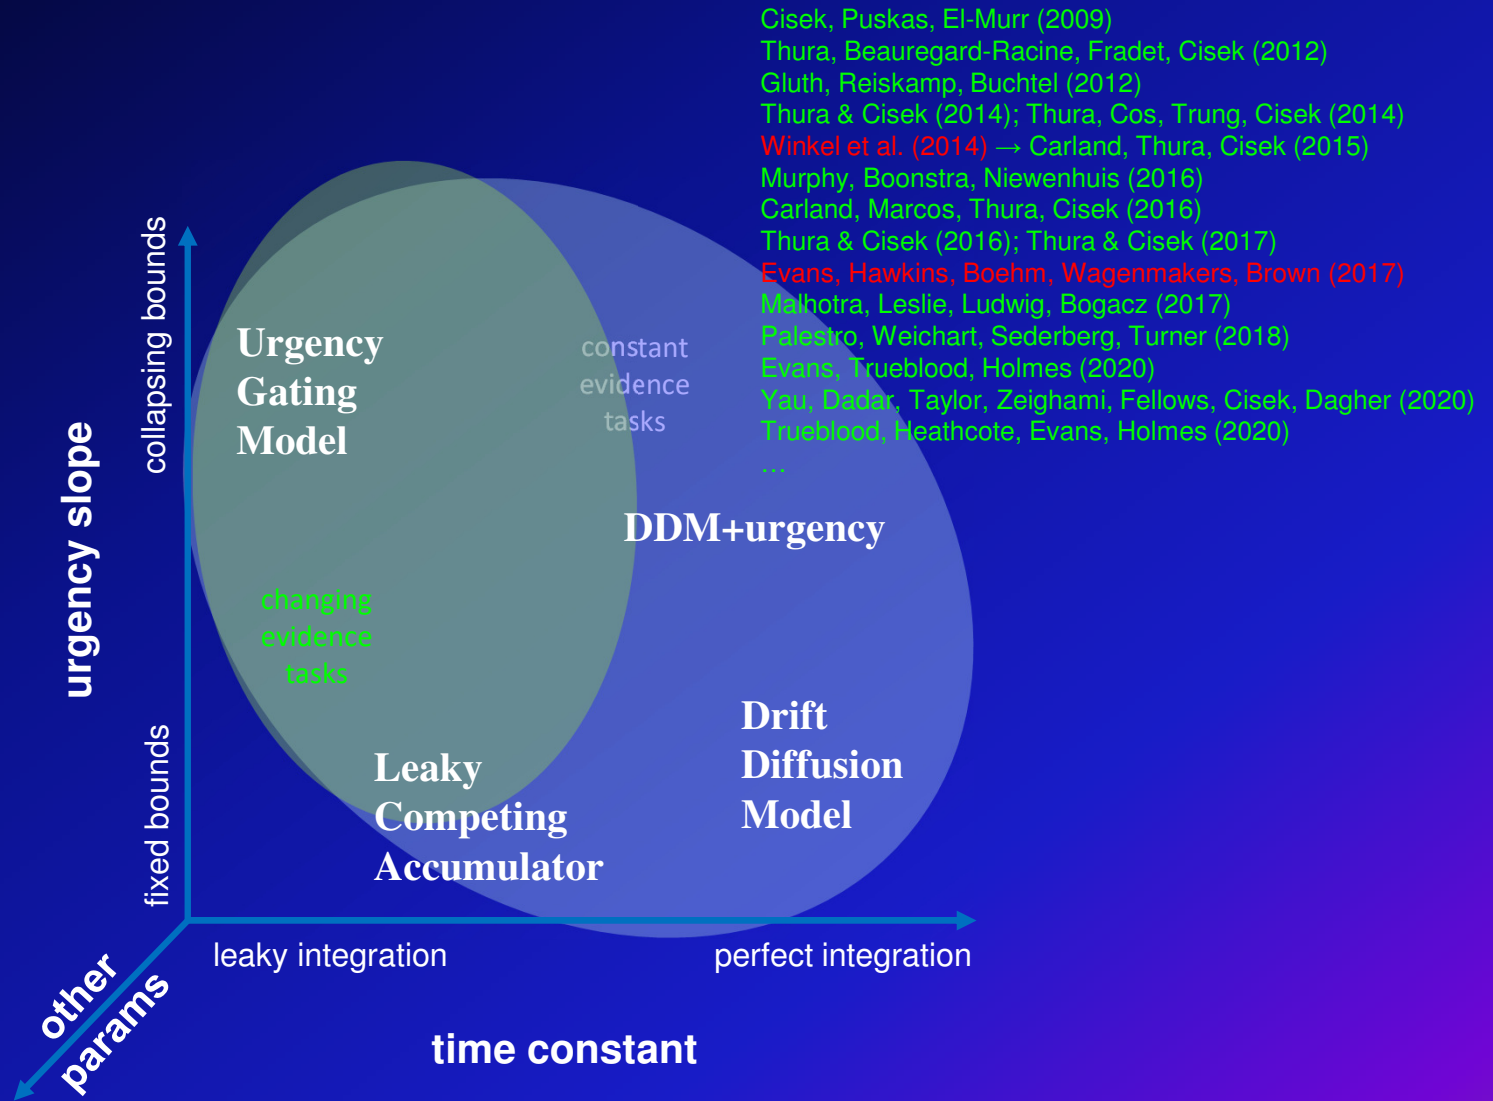 Cisek, Puskas, El-Murr (2009)
Thura, Beauregard-Racine, Fradet, Cisek (2012)
Gluth, Reiskamp, Buchtel (2012)
Thura & Cisek (2014); Thura, Cos, Trung, Cisek (2014)
Winkel et al. (2014) → Carland, Thura, Cisek (2015)
Murphy, Boonstra, Niewenhuis (2016)
Carland, Marcos, Thura, Cisek (2016)
Thura & Cisek (2016); Thura & Cisek (2017)
Evans, Hawkins, Boehm, Wagenmakers, Brown (2017)
Malhotra, Leslie, Ludwig, Bogacz (2017)
Palestro, Weichart, Sederberg, Turner (2018)
Evans, Trueblood, Holmes (2020)
Yau, Dadar, Taylor, Zeighami, Fellows, Cisek, Dagher (2020)
Trueblood, Heathcote, Evans, Holmes (2020)
…
urgency slope
collapsing bounds
fixed bounds
Urgency
Gating
Model
constant
evidence
tasks
DDM+urgency
changing
evidence
tasks
Leaky
Competing
Accumulator
Drift
Diffusion
Model
leaky integration
perfect integration
time constant
other
params